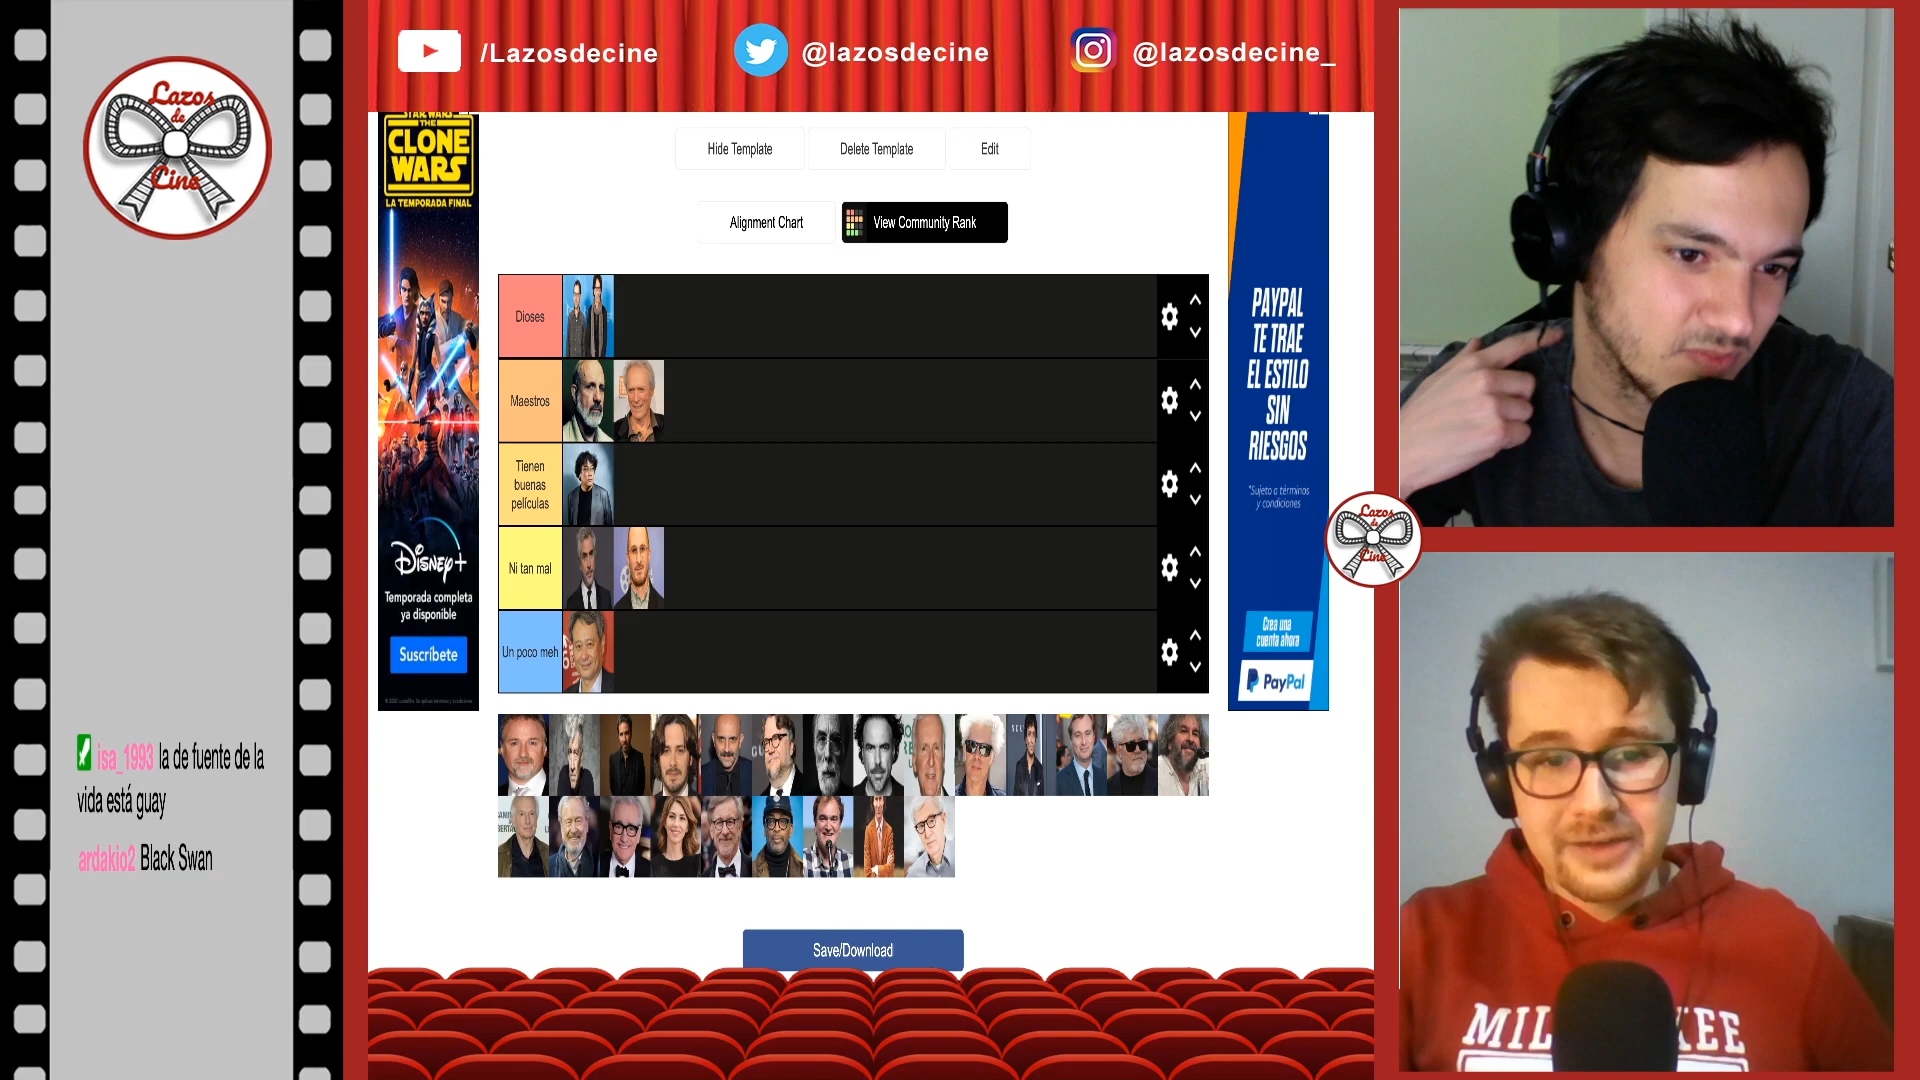 Lazos
de
Cine
/Lazosdecine
@lazosdecine
@lazosdecine_
STAR WARS
THE
CLONE
WARS
LA TEMPORADA FINAL
Disney+
Temporada completa
ya disponible
Suscríbete
Hide Template
Delete Template
Edit
Alignment Chart
View Community Rank
Dioses
Maestros
Tienen
buenas
películas
Ni tan mal
Un poco meh
Save/Download
PAYPAL
TE TRAE
EL ESTILO
SIN
RIESGOS
*Sujeto a términos
y condiciones
Crea una
cuenta ahora
PayPal
Lazos
de
Cine
isa_1993 la de fuente de la
vida está guay
ardakio2 Black Swan